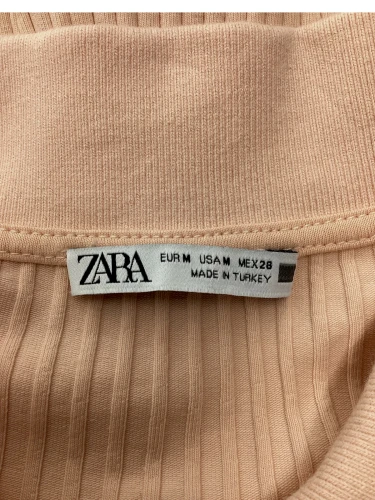 ZARA
EUR M USA M MEX 28
MADE IN TURKEY